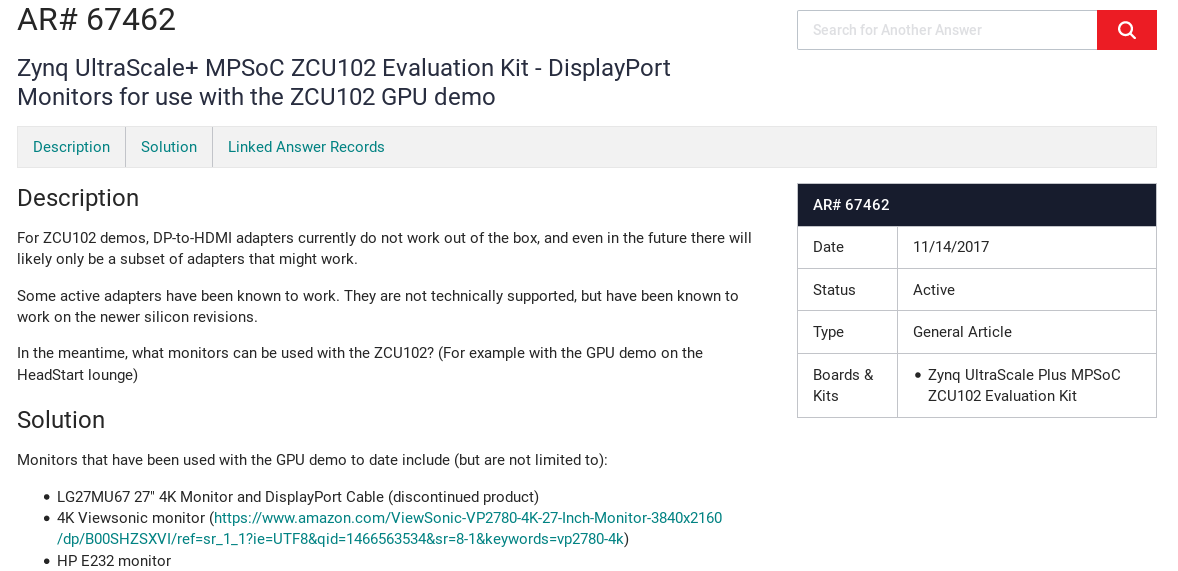 AR# 67462
Search for Another Answer
Zynq UltraScale+ MPSoC ZCU102 Evaluation Kit - DisplayPort
Monitors for use with the ZCU102 GPU demo
Description
Solution
Linked Answer Records
Description
For ZCU102 demos, DP-to-HDMI adapters currently do not work out of the box, and even in the future there will
likely only be a subset of adapters that might work.
Some active adapters have been known to work. They are not technically supported, but have been known to
work on the newer silicon revisions.
In the meantime, what monitors can be used with the ZCU102? (For example with the GPU demo on the
HeadStart lounge)
Solution
Monitors that have been used with the GPU demo to date include (but are not limited to):
• LG27MU67 27" 4K Monitor and DisplayPort Cable (discontinued product)
• 4K Viewsonic monitor (https://www.amazon.com/ViewSonic-VP2780-4K-27-Inch-Monitor-3840x2160
/dp/B00SHZSXVI/ref=sr_1_1?ie=UTF8&qid=1466563534&sr=8-1&keywords=vp2780-4k)
• HP E232 monitor
AR# 67462
Date 11/14/2017
Status Active
Type General Article
Boards & • Zynq UltraScale Plus MPSoC
Kits ZCU102 Evaluation Kit